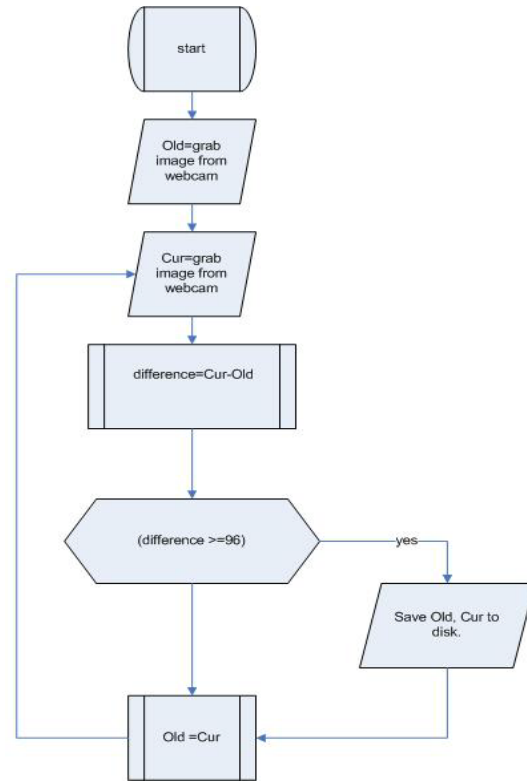 start
Old=grab
image from
webcam
Cur=grab
image from
webcam
difference=Cur-Old
(difference >=96)
yes
Save Old, Cur to
disk.
Old =Cur